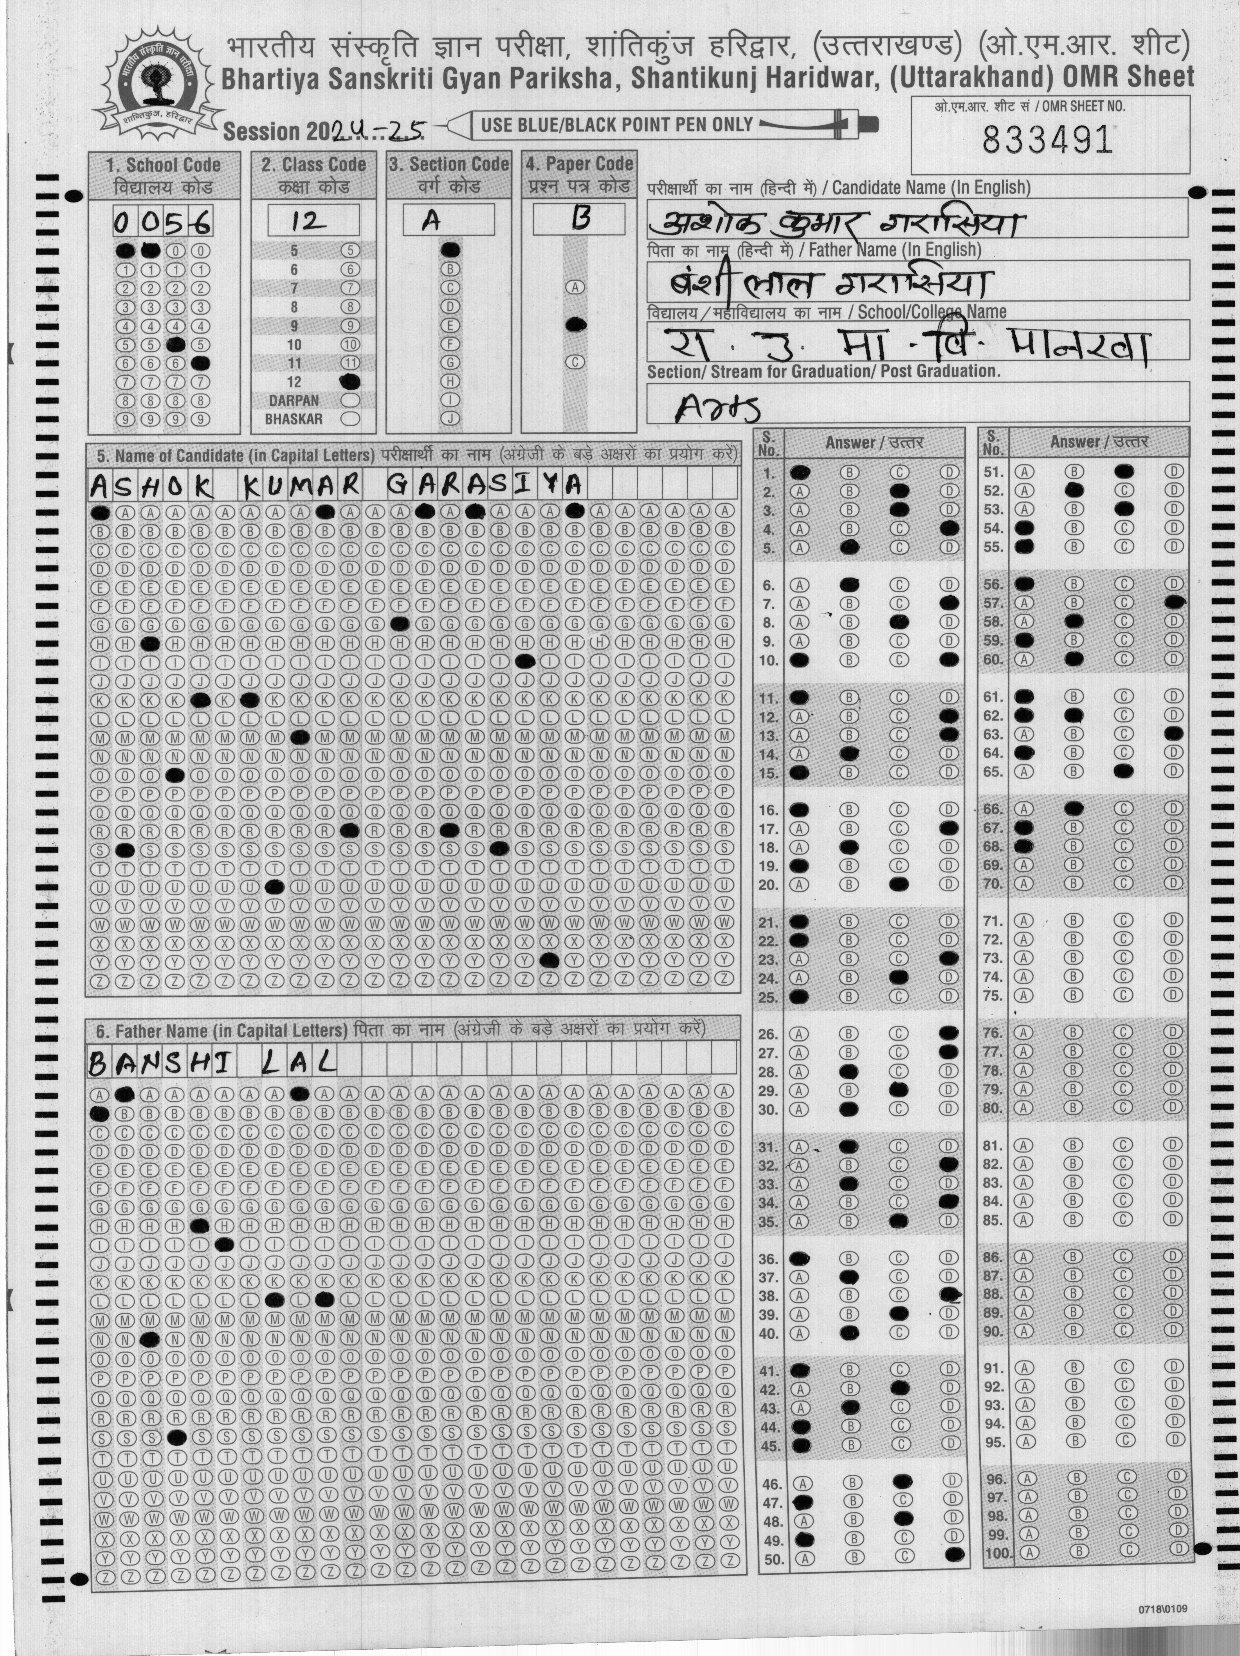 भारतीय संस्कृति ज्ञान परीक्षा, शांतिकुंज हरिद्वार, (उत्तराखण्ड) (ओ.एम.आर. शीट)
Bhartiya Sanskriti Gyan Pariksha, Shantikunj Haridwar, (Uttarakhand) OMR Sheet
Session 2024-25
USE BLUE/BLACK POINT PEN ONLY
ओ.एम.आर. शीट सं / OMR SHEET NO.
833491
1. School Code
विद्यालय कोड
0056
2. Class Code
कक्षा कोड
12
5
6
7
8
9
10
11
12
DARPAN
BHASKAR
3. Section Code
वर्ग कोड
A
4. Paper Code
प्रश्न पत्र कोड
B
परीक्षार्थी का नाम (हिन्दी में) / Candidate Name (In English)
अशोक कुमार गरासिया
पिता का नाम (हिन्दी में) / Father Name (In English)
बंशी लाल गरासिया
विद्यालय/महाविद्यालय का नाम / School/College Name
रा. उ. मा. वि. मानरवा
Section/ Stream for Graduation/ Post Graduation.
Arts
5. Name of Candidate (in Capital Letters) परीक्षार्थी का नाम (अंग्रेजी के बड़े अक्षरों का प्रयोग करें)
ASHOK KUMAR GARASIYA
6. Father Name (in Capital Letters) पिता का नाम (अंग्रेजी के बड़े अक्षरों का प्रयोग करें)
BANSHI LAL
S. No. Answer / उत्तर
S. No. Answer / उत्तर
0718\0109